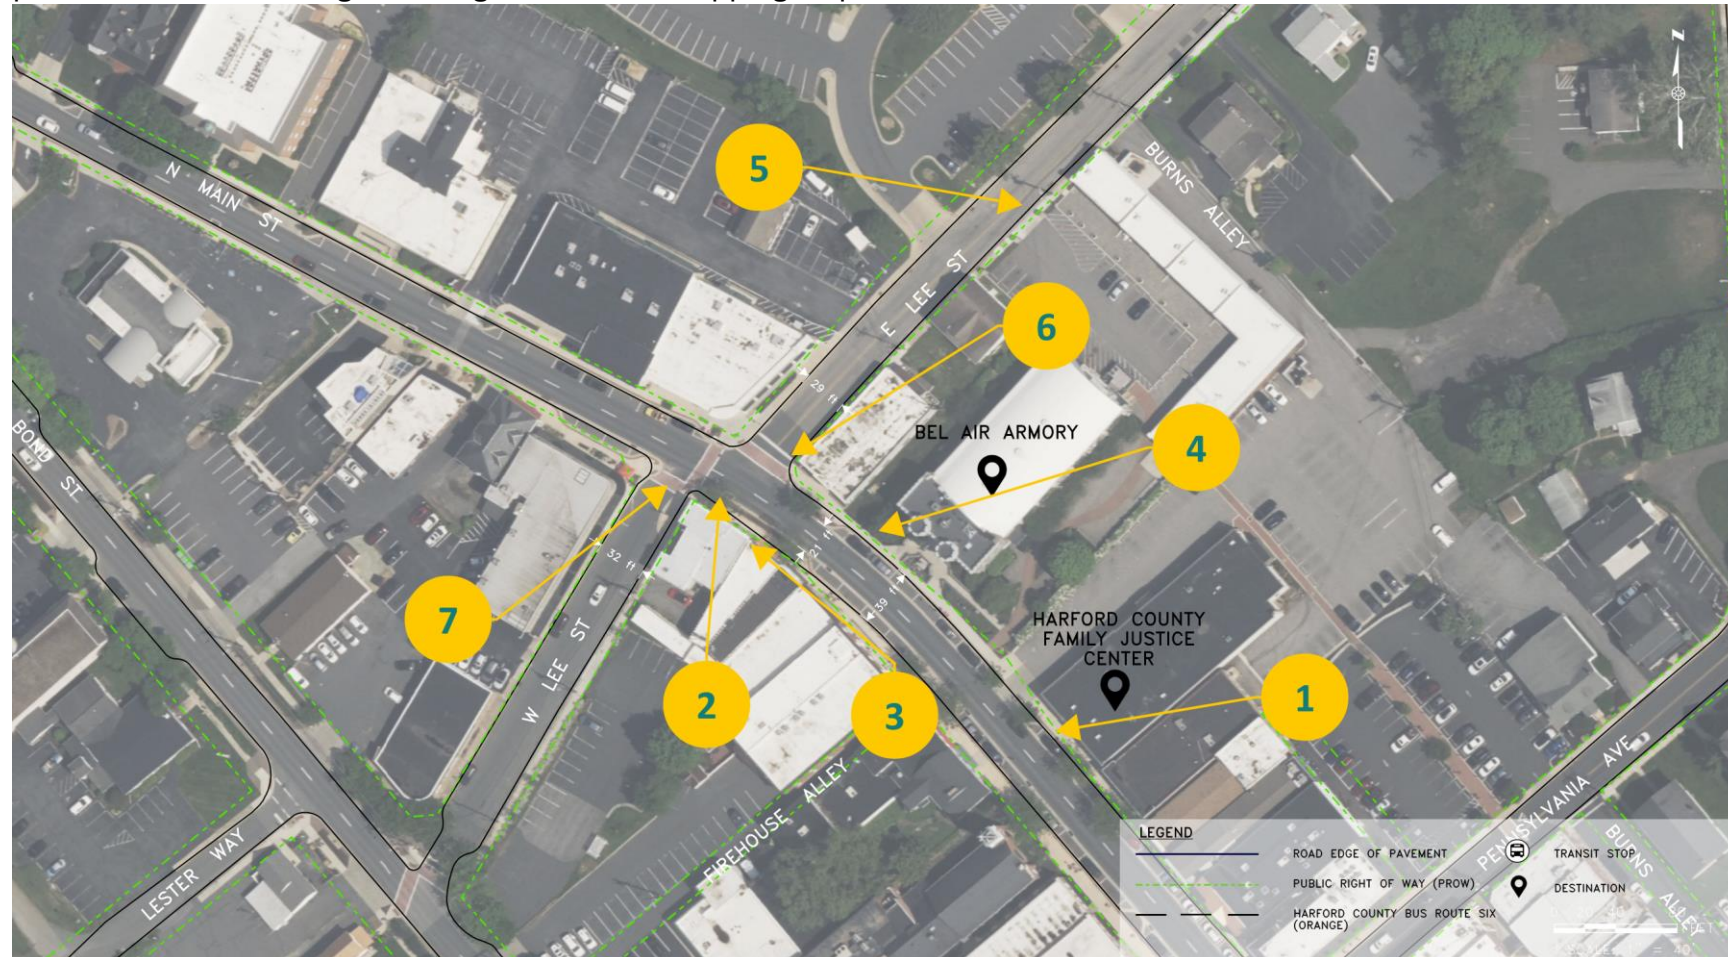 5
BURNS ALLEY
N MAIN ST
6
E LEE ST
29 ft
BEL AIR ARMORY
4
BOND ST
21 ft
32 ft
39 ft
7
HARFORD COUNTY
FAMILY JUSTICE
CENTER
W LEE ST
2
3
1
FIREHOUSE ALLEY
PENNSYLVANIA AVE
LESTER WAY
BURNS ALLEY
LEGEND
ROAD EDGE OF PAVEMENT
TRANSIT STOP
PUBLIC RIGHT OF WAY (PROW)
DESTINATION
HARFORD COUNTY BUS ROUTE SIX
(ORANGE)